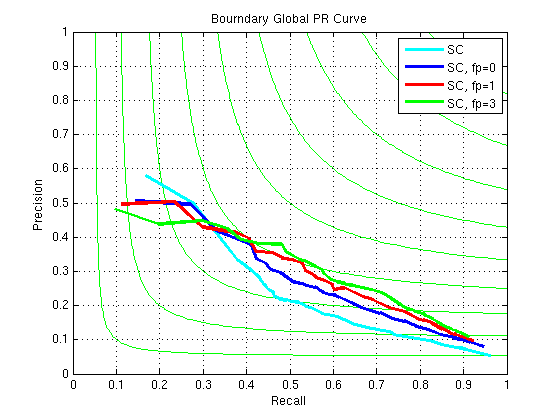 Bourndary Global PR Curve
SC
SC, fp=0
SC, fp=1
SC, fp=3
Precision
1
0.9
0.8
0.7
0.6
0.5
0.4
0.3
0.2
0.1
0
0 0.1 0.2 0.3 0.4 0.5 0.6 0.7 0.8 0.9 1
Recall